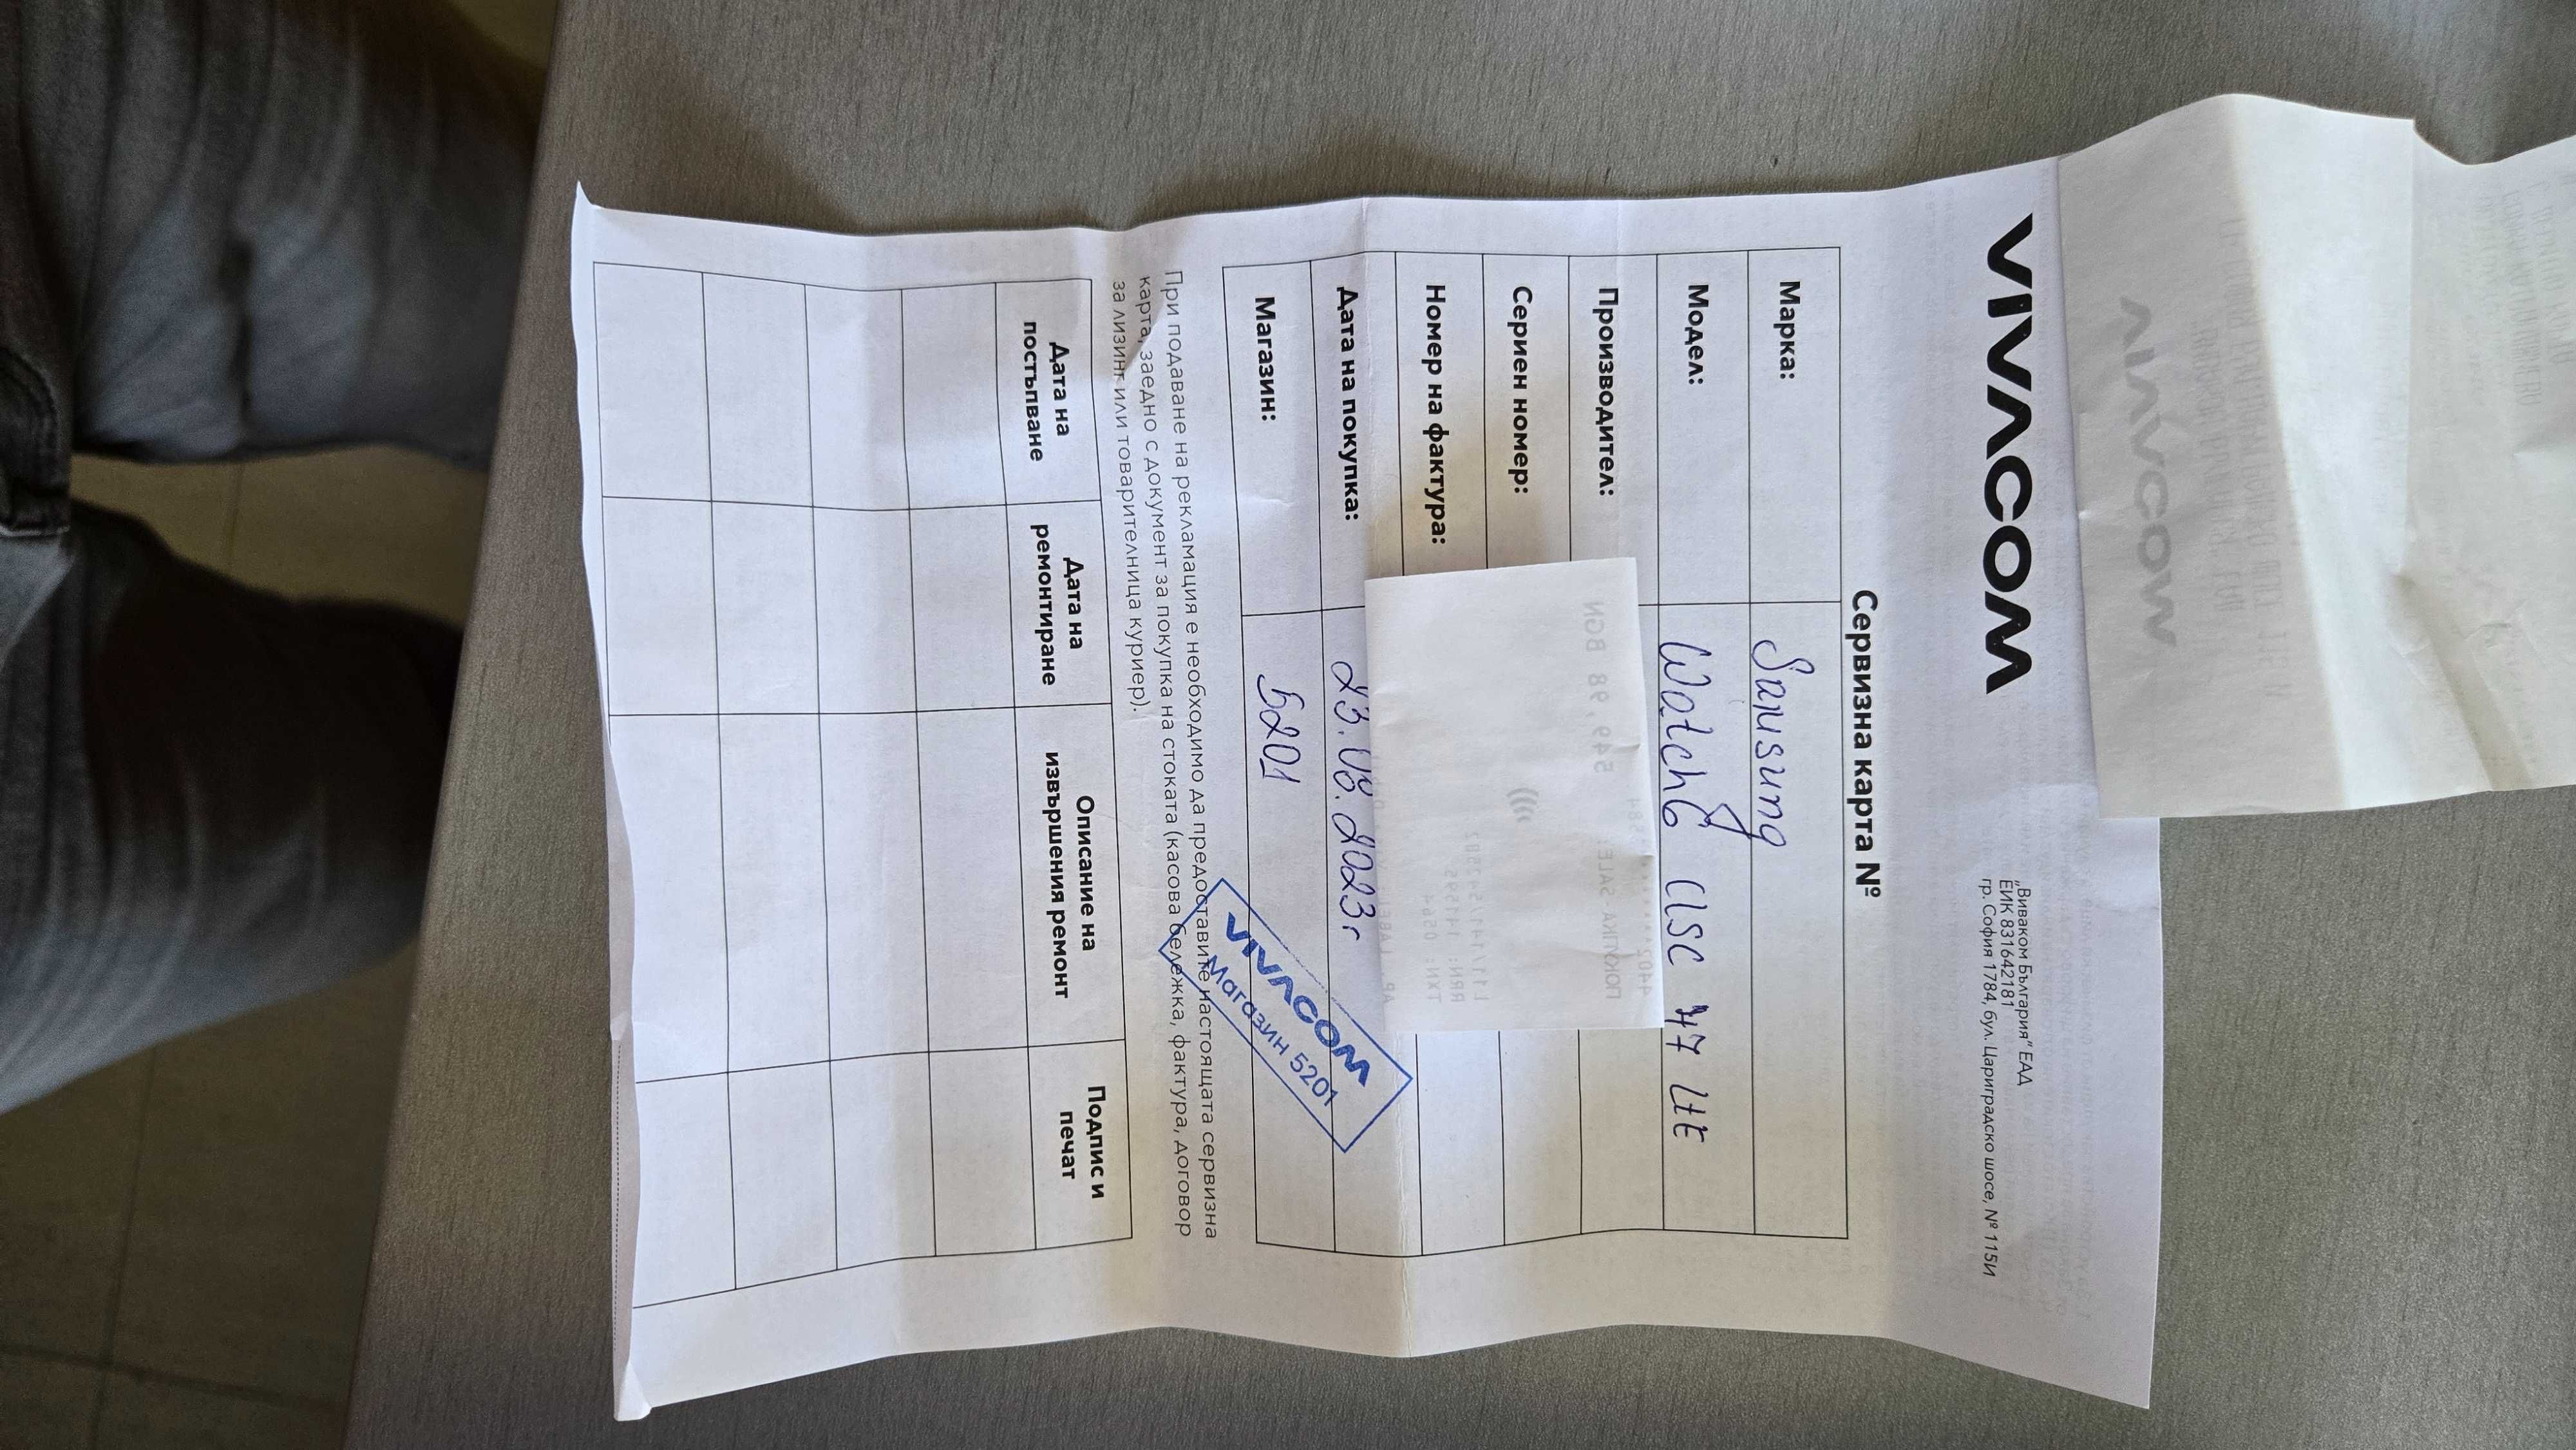 VIVACOM
„Виваком България“ ЕАД
ЕИК 831642181
гр. София 1784, бул. Цариградско шосе, № 115И
Сервизна карта №
Марка: Samsung
Модел: Watch6 ClSC 47 LTE
Производител:
Сериен номер:
Номер на фактура:
Дата на покупка: 23.08.2023г
Магазин: 5201
VIVACOM
Магазин 5201
При подаване на рекламация е необходимо да предоставите настоящата сервизна
карта, заедно с документ за покупка на стоката (касова бележка, фактура, договор
за лизинг или товарителница куриер).
Дата на постъпване
Дата на ремонтиране
Описание на извършения ремонт
Подпис и печат